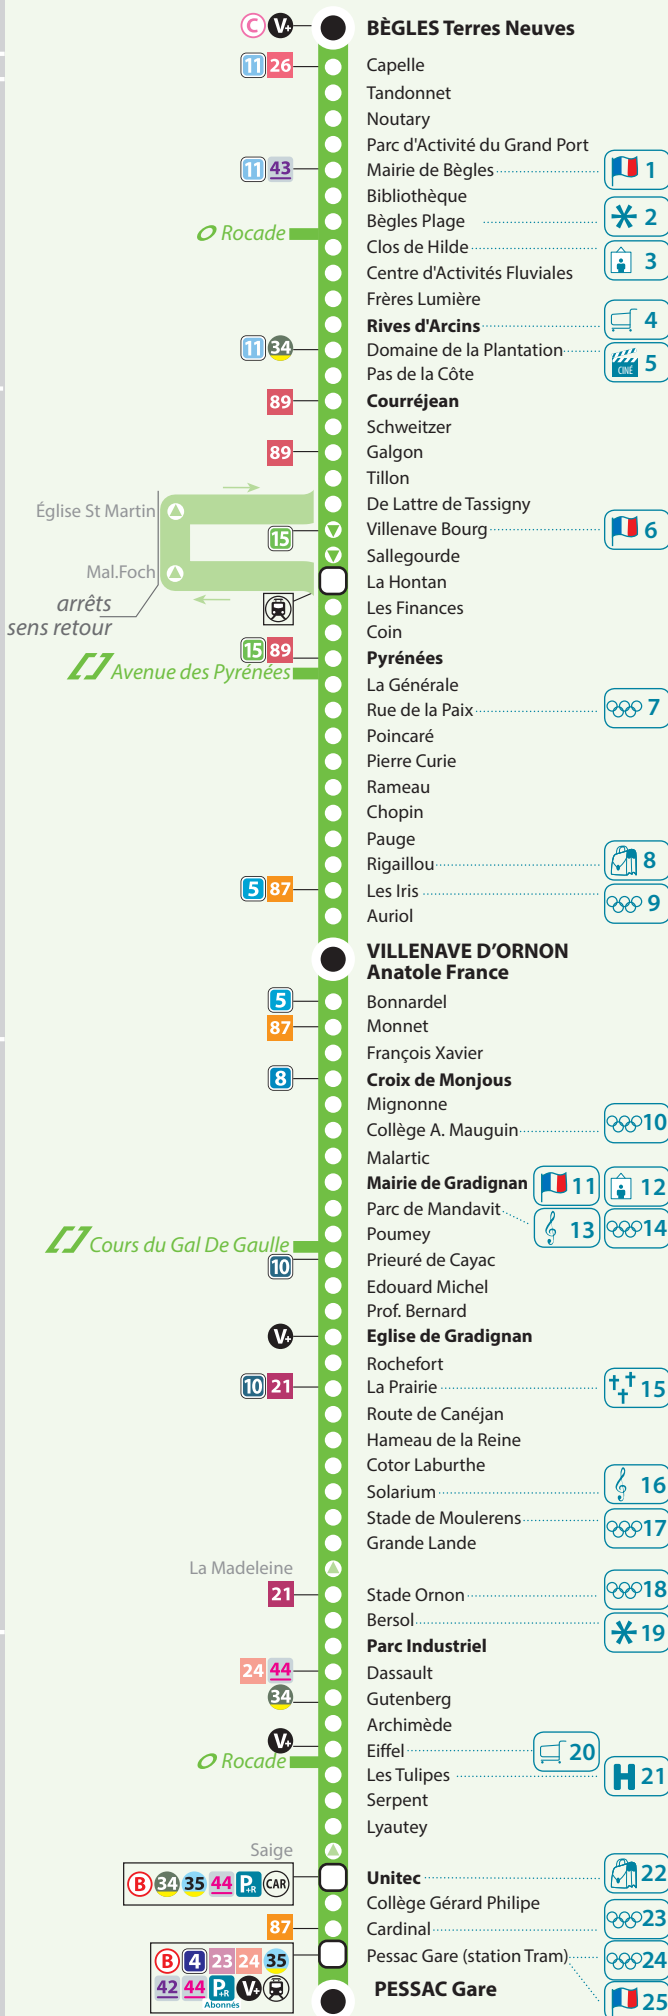 C V+ BÈGLES Terres Neuves
11 26 Capelle
Tandonnet
Noutary
Parc d'Activité du Grand Port
11 43 Mairie de Bègles 1
Bibliothèque
Bègles Plage 2
Rocade
Clos de Hilde 3
Centre d'Activités Fluviales
Frères Lumière
Rives d'Arcins 4
11 34 Domaine de la Plantation CINÉ 5
Pas de la Côte
89 Courréjean
Schweitzer
89 Galgon
Tillon
De Lattre de Tassigny
Église St Martin
15 Villenave Bourg 6
Sallegourde
Mal.Foch
La Hontan
arrêts
sens retour
Les Finances
Coin
15 89 Pyrénées
Avenue des Pyrénées
La Générale
Rue de la Paix 7
Poincaré
Pierre Curie
Rameau
Chopin
Pauge
Rigaillou 8
5 87 Les Iris 9
Auriol
VILLENAVE D'ORNON
Anatole France
5 Bonnardel
87 Monnet
François Xavier
8 Croix de Monjous
Mignonne
Collège A. Mauguin 10
Malartic
Mairie de Gradignan 11 12
Parc de Mandavit 13 14
Poumey
Cours du Gal De Gaulle
10 Prieuré de Cayac
Edouard Michel
Prof. Bernard
V+ Eglise de Gradignan
Rochefort
10 21 La Prairie 15
Route de Canéjan
Hameau de la Reine
Cotor Laburthe
Solarium 16
Stade de Moulerens 17
Grande Lande
La Madeleine
21 Stade Ornon 18
Bersol 19
Parc Industriel
24 44 Dassault
34 Gutenberg
Archimède
V+ Eiffel 20
Rocade
Les Tulipes H 21
Serpent
Lyautey
Saige
B 34 35 44 P+R CAR Unitec 22
Collège Gérard Philipe
87 Cardinal 23
B 4 23 24 35 Pessac Gare (station Tram) 24 25
42 44 P+R V+
Abonnés
PESSAC Gare